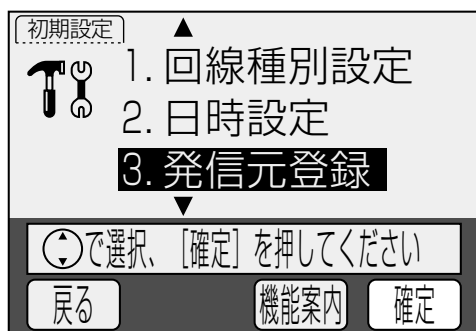 初期設定
1. 回線種別設定
2. 日時設定
3. 発信元登録
で選択、［確定］を押してください
戻る 機能案内 確定